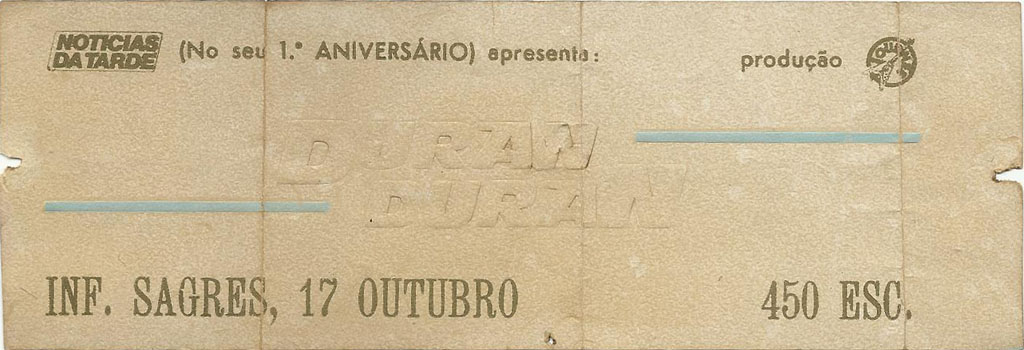 NOTICIAS DA TARDE (No seu 1.º ANIVERSÁRIO) apresenta: produção
DURAN
DURAN
INF. SAGRES, 17 OUTUBRO 450 ESC.